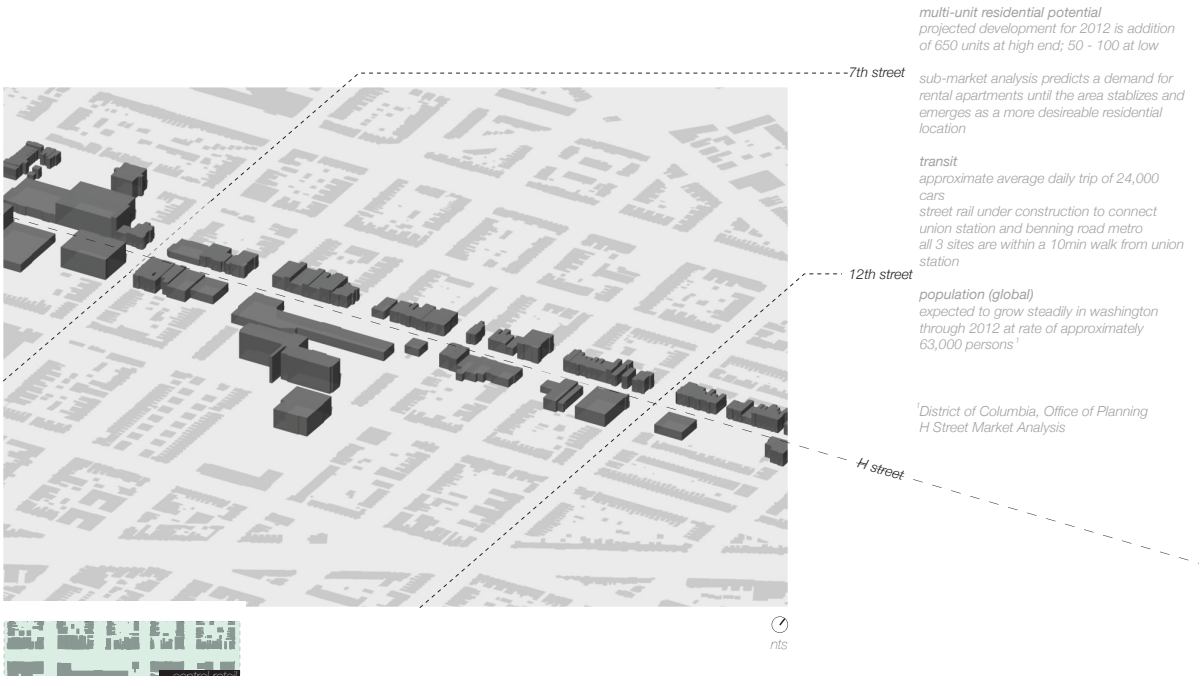 multi-unit residential potential
projected development for 2012 is addition
of 650 units at high end; 50 - 100 at low
7th street
sub-market analysis predicts a demand for
rental apartments until the area stablizes and
emerges as a more desireable residential
location
transit
approximate average daily trip of 24,000
cars
street rail under construction to connect
union station and benning road metro
all 3 sites are within a 10min walk from union
station
12th street
population (global)
expected to grow steadily in washington
through 2012 at rate of approximately
63,000 persons¹
¹District of Columbia, Office of Planning
H Street Market Analysis
H street
nts
central retail